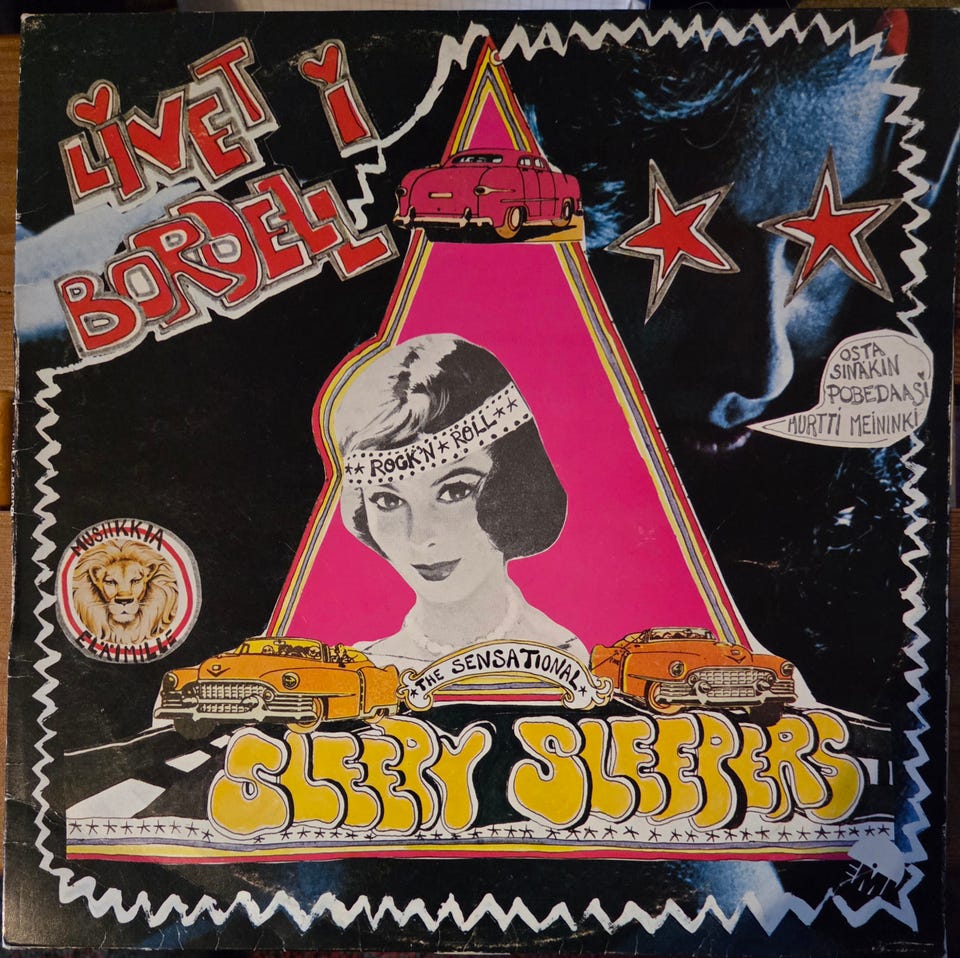 LIVET I
BORDELL
OSTA
SINÄKIN
POBEDAASI
HURTTI MEININKI
★★ ROCK'N★ROLL ★★
MUSIIKKIA
ELÄIMILLE
★THE SENSATIONAL★
SLEEPY SLEEPERS
EMI